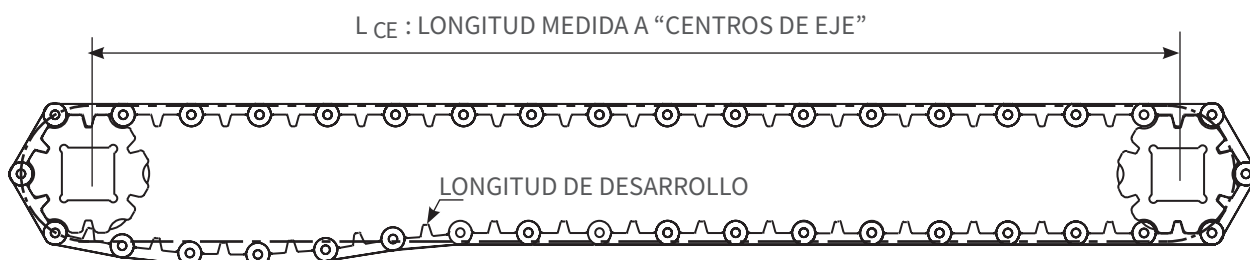 L CE : LONGITUD MEDIDA A “CENTROS DE EJE”
LONGITUD DE DESARROLLO